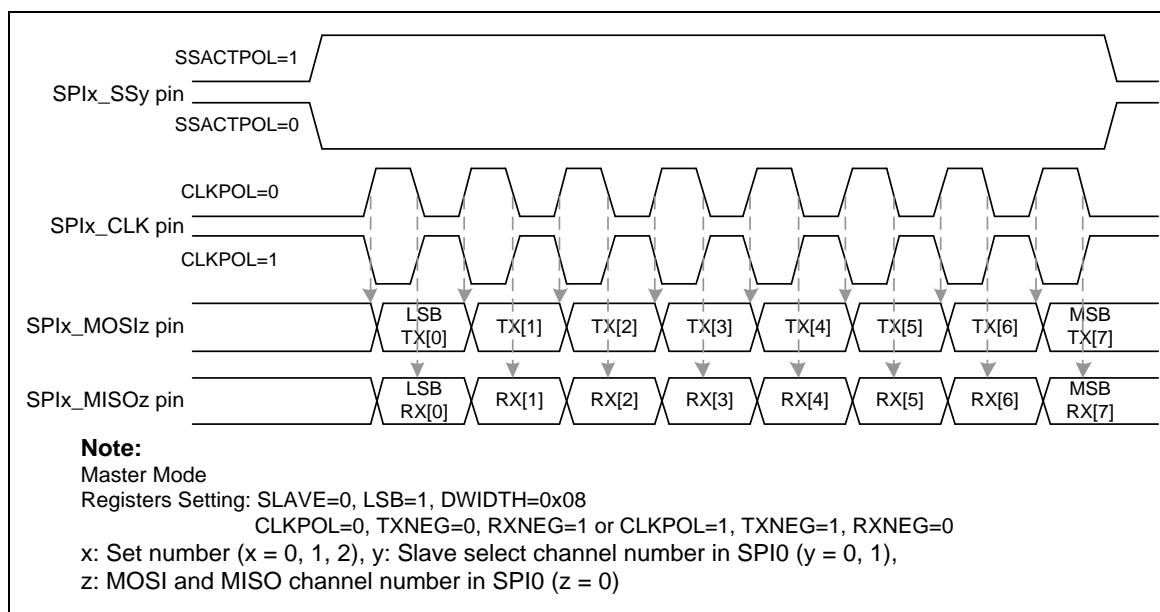 SSACTPOL=1
SPIx_SSy pin
SSACTPOL=0
CLKPOL=0
SPIx_CLK pin
CLKPOL=1
SPIx_MOSIz pin
LSB
TX[0]
TX[1]
TX[2]
TX[3]
TX[4]
TX[5]
TX[6]
MSB
TX[7]
SPIx_MISOz pin
LSB
RX[0]
RX[1]
RX[2]
RX[3]
RX[4]
RX[5]
RX[6]
MSB
RX[7]
Note:
Master Mode
Registers Setting: SLAVE=0, LSB=1, DWIDTH=0x08
CLKPOL=0, TXNEG=0, RXNEG=1 or CLKPOL=1, TXNEG=1, RXNEG=0
x: Set number (x = 0, 1, 2), y: Slave select channel number in SPI0 (y = 0, 1),
z: MOSI and MISO channel number in SPI0 (z = 0)